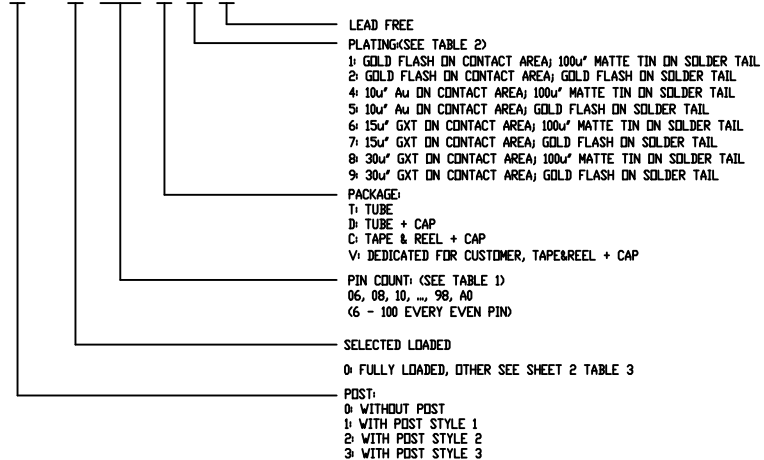 LEAD FREE
PLATING:(SEE TABLE 2)
1: GOLD FLASH ON CONTACT AREA; 100u" MATTE TIN ON SOLDER TAIL
2: GOLD FLASH ON CONTACT AREA; GOLD FLASH ON SOLDER TAIL
4: 10u" Au ON CONTACT AREA; 100u" MATTE TIN ON SOLDER TAIL
5: 10u" Au ON CONTACT AREA; GOLD FLASH ON SOLDER TAIL
6: 15u" GXT ON CONTACT AREA; 100u" MATTE TIN ON SOLDER TAIL
7: 15u" GXT ON CONTACT AREA; GOLD FLASH ON SOLDER TAIL
8: 30u" GXT ON CONTACT AREA; 100u" MATTE TIN ON SOLDER TAIL
9: 30u" GXT ON CONTACT AREA; GOLD FLASH ON SOLDER TAIL
PACKAGE:
T: TUBE
D: TUBE + CAP
C: TAPE & REEL + CAP
V: DEDICATED FOR CUSTOMER, TAPE&REEL + CAP
PIN COUNT: (SEE TABLE 1)
06, 08, 10, ..., 98, A0
(6 - 100 EVERY EVEN PIN)
SELECTED LOADED
0: FULLY LOADED, OTHER SEE SHEET 2 TABLE 3
POST:
0: WITHOUT POST
1: WITH POST STYLE 1
2: WITH POST STYLE 2
3: WITH POST STYLE 3